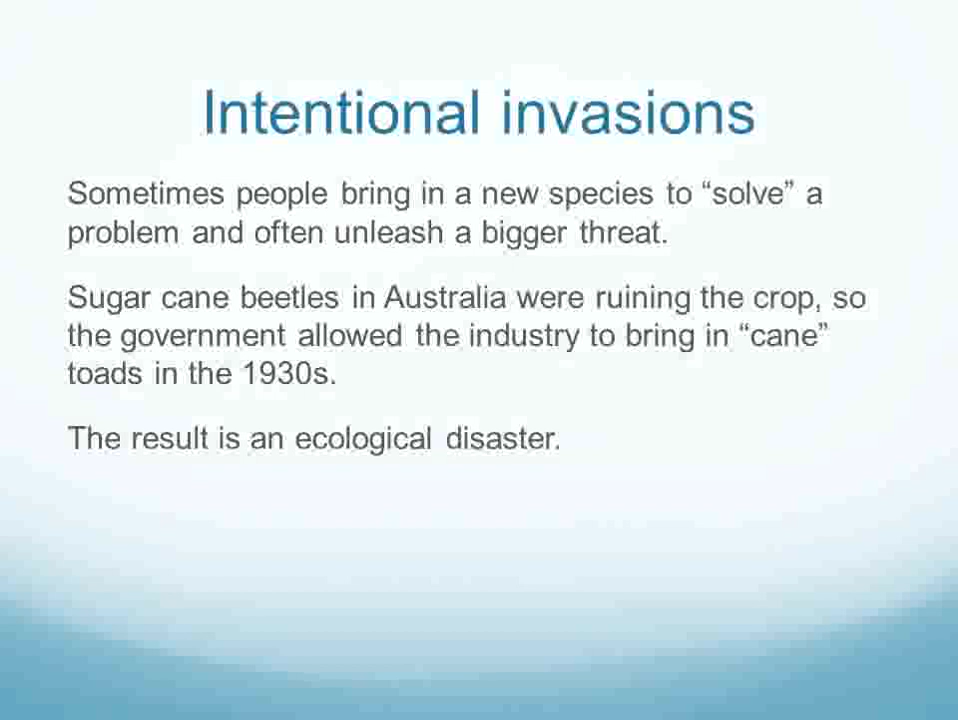 Intentional invasions
Sometimes people bring in a new species to “solve” a
problem and often unleash a bigger threat.
Sugar cane beetles in Australia were ruining the crop, so
the government allowed the industry to bring in “cane”
toads in the 1930s.
The result is an ecological disaster.